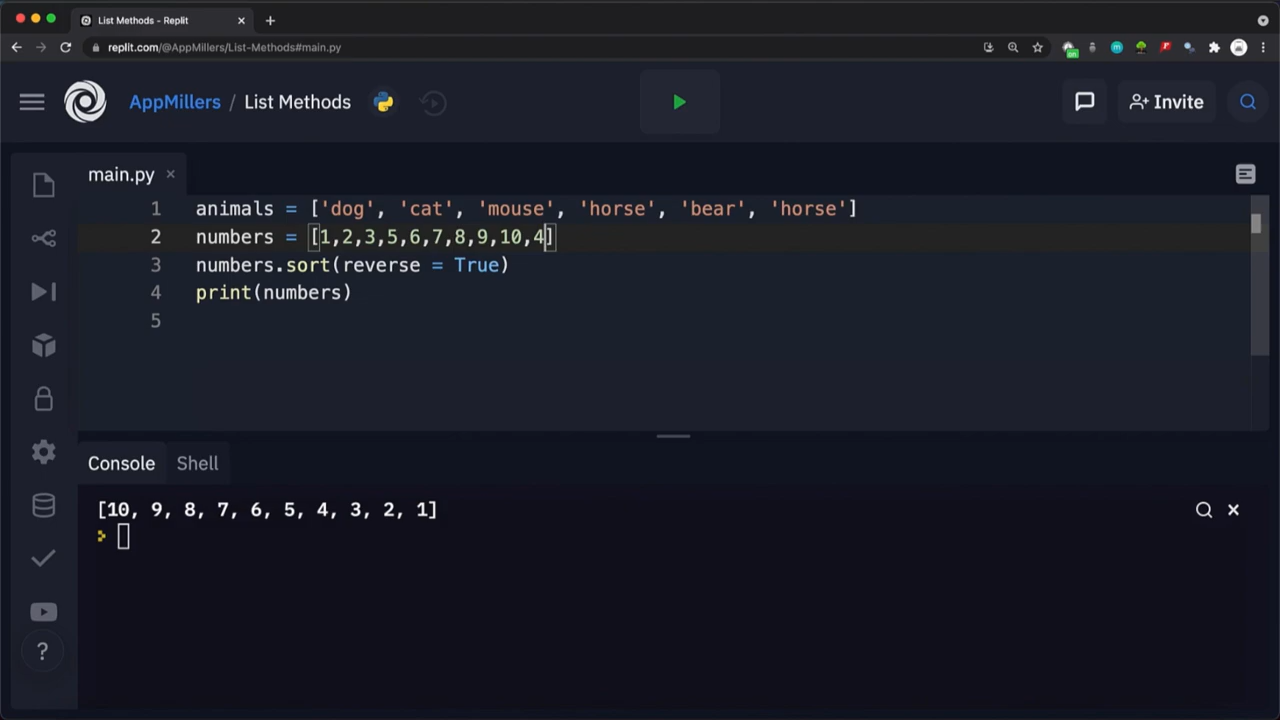 List Methods - Replit
replit.com/@AppMillers/List-Methods#main.py
on
AppMillers / List Methods
Invite
main.py
1 animals = ['dog', 'cat', 'mouse', 'horse', 'bear', 'horse']
2 numbers = [1,2,3,5,6,7,8,9,10,4]
3 numbers.sort(reverse = True)
4 print(numbers)
5
Console Shell
[10, 9, 8, 7, 6, 5, 4, 3, 2, 1]